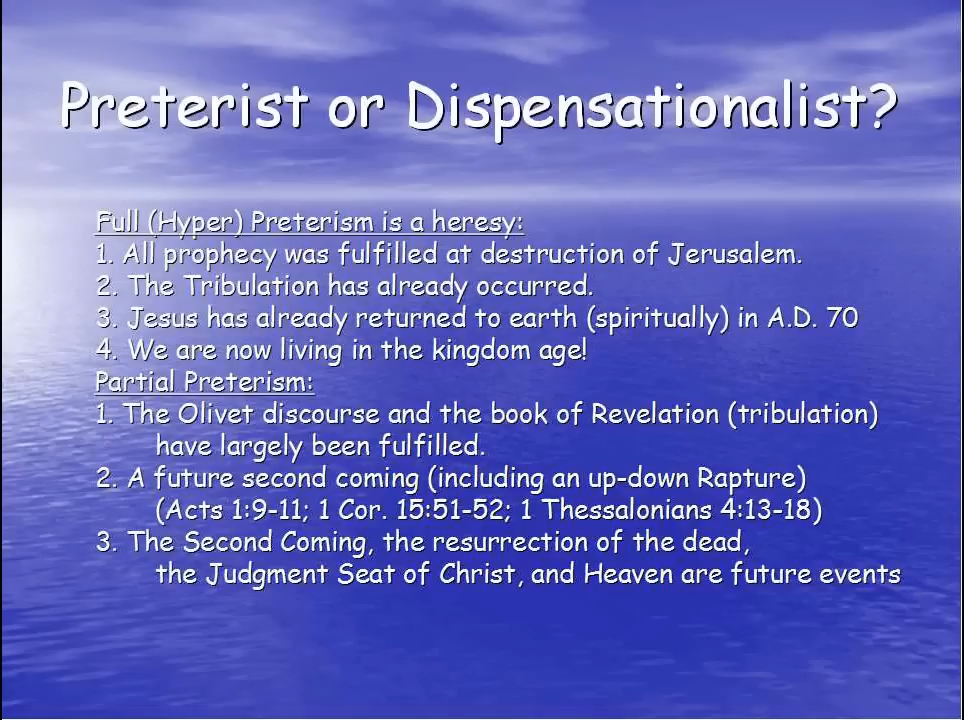 Preterist or Dispensationalist?
Full (Hyper) Preterism is a heresy:
1. All prophecy was fulfilled at destruction of Jerusalem.
2. The Tribulation has already occurred.
3. Jesus has already returned to earth (spiritually) in A.D. 70
4. We are now living in the kingdom age!
Partial Preterism:
1. The Olivet discourse and the book of Revelation (tribulation)
have largely been fulfilled.
2. A future second coming (including an up-down Rapture)
(Acts 1:9-11; 1 Cor. 15:51-52; 1 Thessalonians 4:13-18)
3. The Second Coming, the resurrection of the dead,
the Judgment Seat of Christ, and Heaven are future events